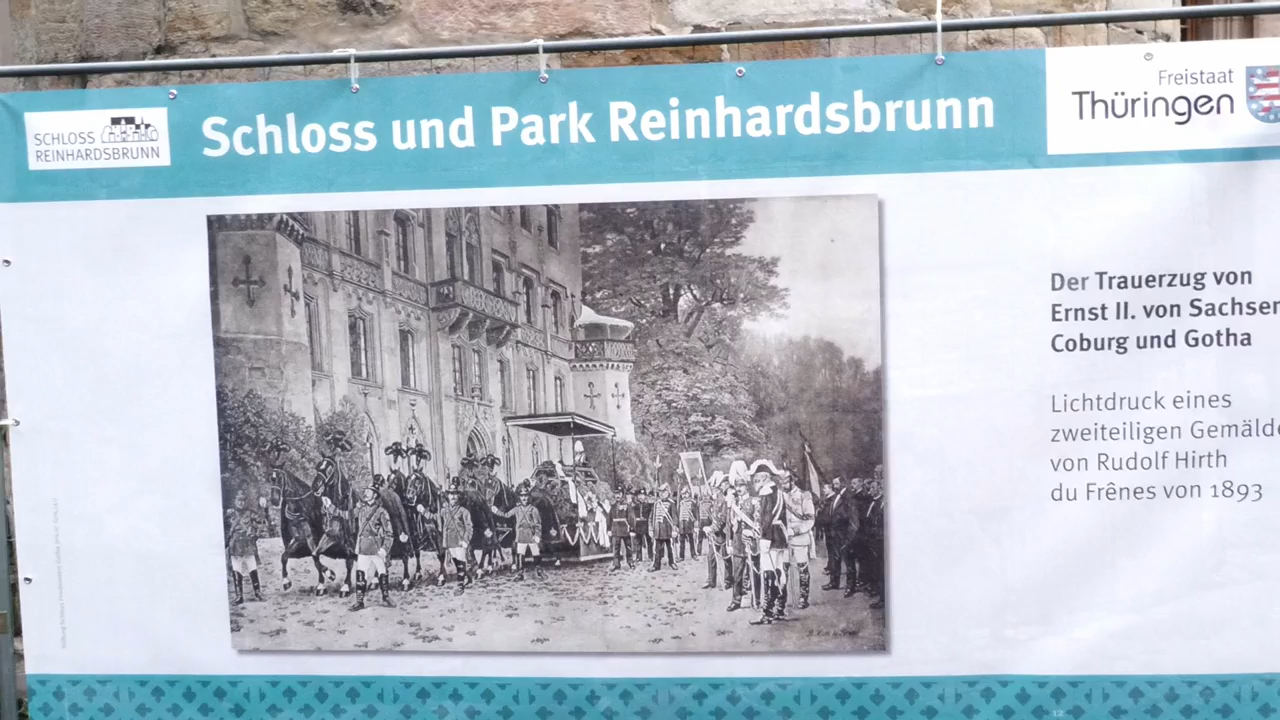 SCHLOSS
REINHARDSBRUNN
Schloss und Park Reinhardsbrunn
Freistaat
Thüringen
Der Trauerzug von
Ernst II. von Sachsen
Coburg und Gotha
Lichtdruck eines
zweiteiligen Gemälde
von Rudolf Hirth
du Frênes von 1893